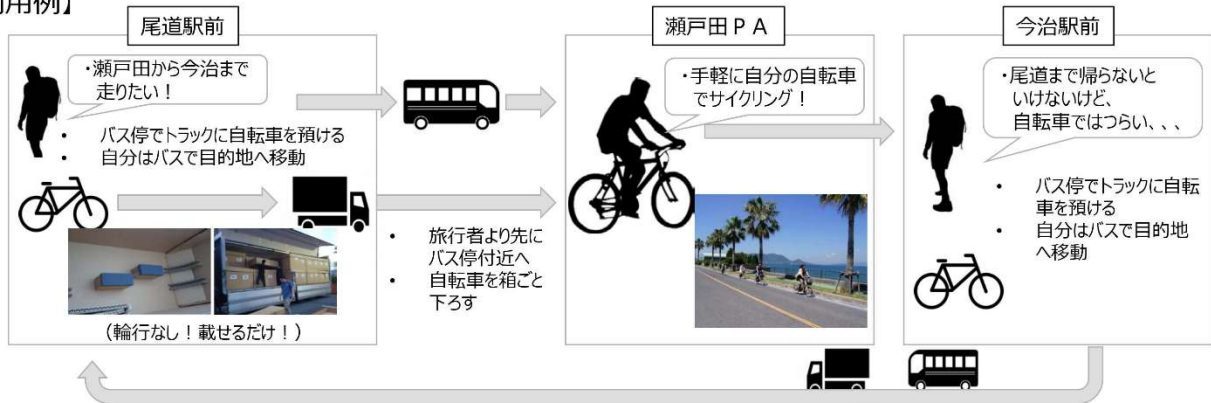 用例】
尾道駅前
・瀬戸田から今治まで
走りたい！
• バス停でトラックに自転車を預ける
• 自分はバスで目的地へ移動
（輪行なし！載せるだけ！）
• 旅行者より先に
バス停付近へ
• 自転車を箱ごと
下ろす
瀬戸田ＰＡ
・手軽に自分の自転車
でサイクリング！
今治駅前
・尾道まで帰らないと
いけないけど、
自転車ではつらい、、、
• バス停でトラックに自転
車を預ける
• 自分はバスで目的地
へ移動